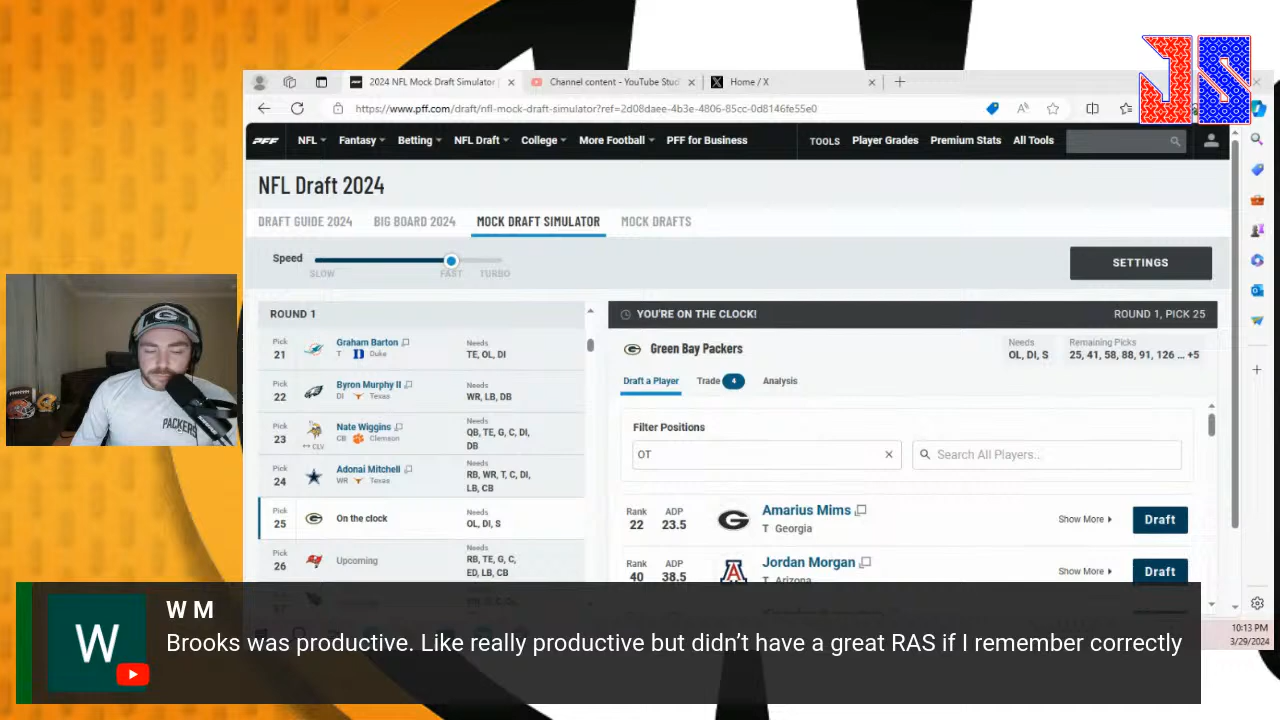 JS
2024 NFL Mock Draft Simulator
Channel content - YouTube Stud
Home / X
https://www.pff.com/draft/nfl-mock-draft-simulator?ref=2d08daee-4b3e-4806-85cc-0d8146fe55e0
PFF NFL Fantasy Betting NFL Draft College More Football PFF for Business TOOLS Player Grades Premium Stats All Tools
NFL Draft 2024
DRAFT GUIDE 2024 BIG BOARD 2024 MOCK DRAFT SIMULATOR MOCK DRAFTS
Speed
SLOW FAST TURBO
SETTINGS
ROUND 1
Pick 21 Graham Barton Needs
T Duke TE, OL, DI
Pick 22 Byron Murphy II Needs
DI Texas WR, LB, DB
Pick 23 Nate Wiggins Needs
↔ CLV CB Clemson QB, TE, G, C, DI,
DB
Pick 24 Adonai Mitchell Needs
WR Texas RB, WR, T, C, DI,
LB, CB
Pick 25 On the clock Needs
OL, DI, S
Pick 26 Upcoming Needs
RB, TE, G, C,
ED, LB, CB
YOU'RE ON THE CLOCK! ROUND 1, PICK 25
Green Bay Packers
Needs
OL, DI, S
Remaining Picks
25, 41, 58, 88, 91, 126 ... +5
Draft a Player Trade 4 Analysis
Filter Positions
OT
Search All Players..
Rank 22 ADP 23.5 Amarius Mims Show More Draft
T Georgia
Rank 40 ADP 38.5 Jordan Morgan Show More Draft
T Arizona
PACKERS
10:13 PM
3/29/2024
W
W M
Brooks was productive. Like really productive but didn't have a great RAS if I remember correctly